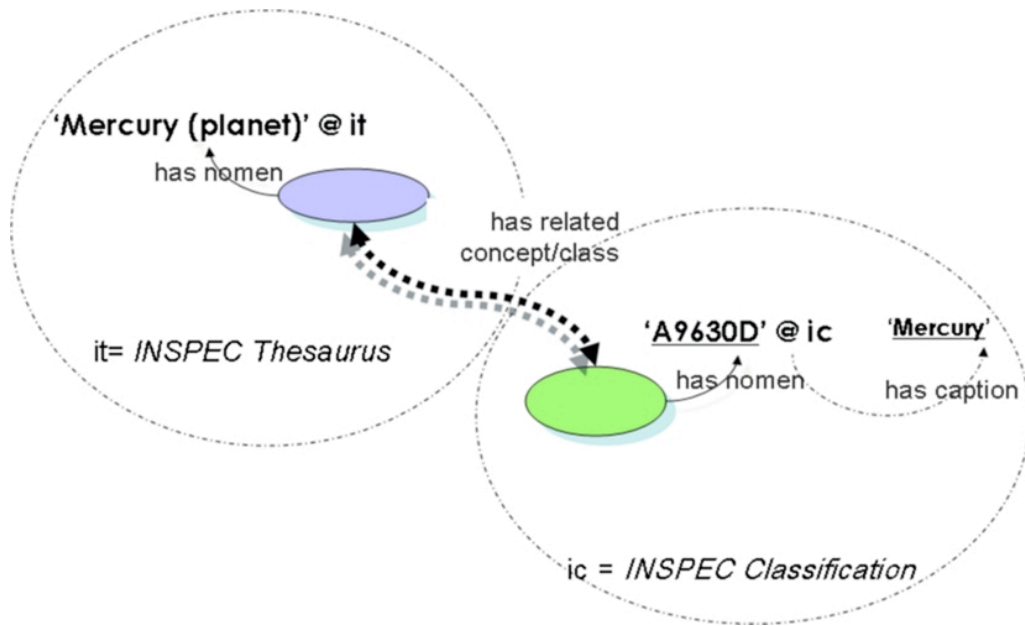 ‘Mercury (planet)’ @ it
has nomen
has related
concept/class
it= INSPEC Thesaurus
‘A9630D’ @ ic
‘Mercury’
has nomen
has caption
ic = INSPEC Classification